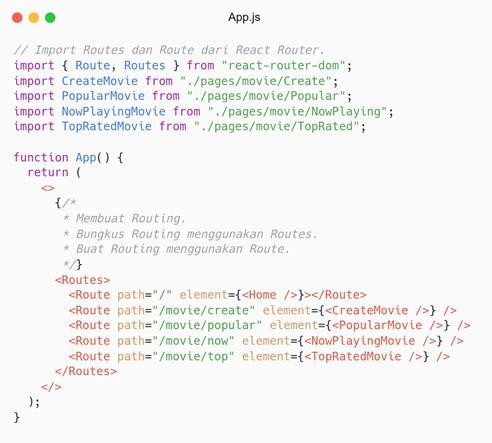 App.js
// Import Routes dan Route dari React Router.
import { Route, Routes } from "react-router-dom";
import CreateMovie from "./pages/movie/Create";
import PopularMovie from "./pages/movie/Popular";
import NowPlayingMovie from "./pages/movie/NowPlaying";
import TopRatedMovie from "./pages/movie/TopRated";

function App() {
  return (
    <>
      {/*
       * Membuat Routing.
       * Bungkus Routing menggunakan Routes.
       * Buat Routing menggunakan Route.
       */}
      <Routes>
        <Route path="/" element={<Home />}></Route>
        <Route path="/movie/create" element={<CreateMovie />} />
        <Route path="/movie/popular" element={<PopularMovie />} />
        <Route path="/movie/now" element={<NowPlayingMovie />} />
        <Route path="/movie/top" element={<TopRatedMovie />} />
      </Routes>
    </>
  );
}